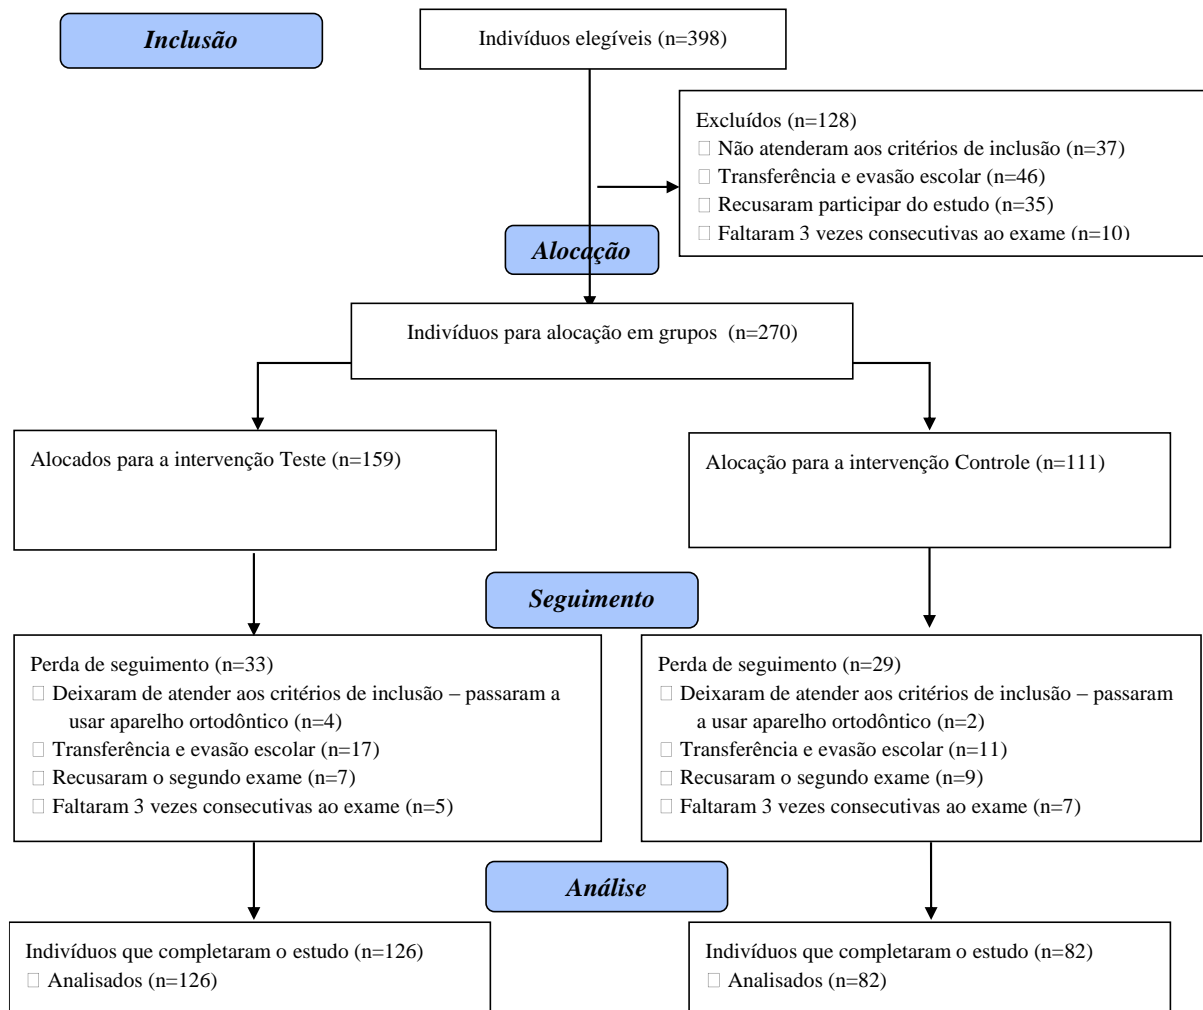 Inclusão
Indivíduos elegíveis (n=398)
Excluídos (n=128)
□ Não atenderam aos critérios de inclusão (n=37)
□ Transferência e evasão escolar (n=46)
□ Recusaram participar do estudo (n=35)
□ Faltaram 3 vezes consecutivas ao exame (n=10)
Alocação
Indivíduos para alocação em grupos (n=270)
Alocados para a intervenção Teste (n=159)
Alocação para a intervenção Controle (n=111)
Seguimento
Perda de seguimento (n=33)
□ Deixaram de atender aos critérios de inclusão – passaram a
usar aparelho ortodôntico (n=4)
□ Transferência e evasão escolar (n=17)
□ Recusaram o segundo exame (n=7)
□ Faltaram 3 vezes consecutivas ao exame (n=5)
Perda de seguimento (n=29)
□ Deixaram de atender aos critérios de inclusão – passaram
a usar aparelho ortodôntico (n=2)
□ Transferência e evasão escolar (n=11)
□ Recusaram o segundo exame (n=9)
□ Faltaram 3 vezes consecutivas ao exame (n=7)
Análise
Indivíduos que completaram o estudo (n=126)
□ Analisados (n=126)
Indivíduos que completaram o estudo (n=82)
□ Analisados (n=82)